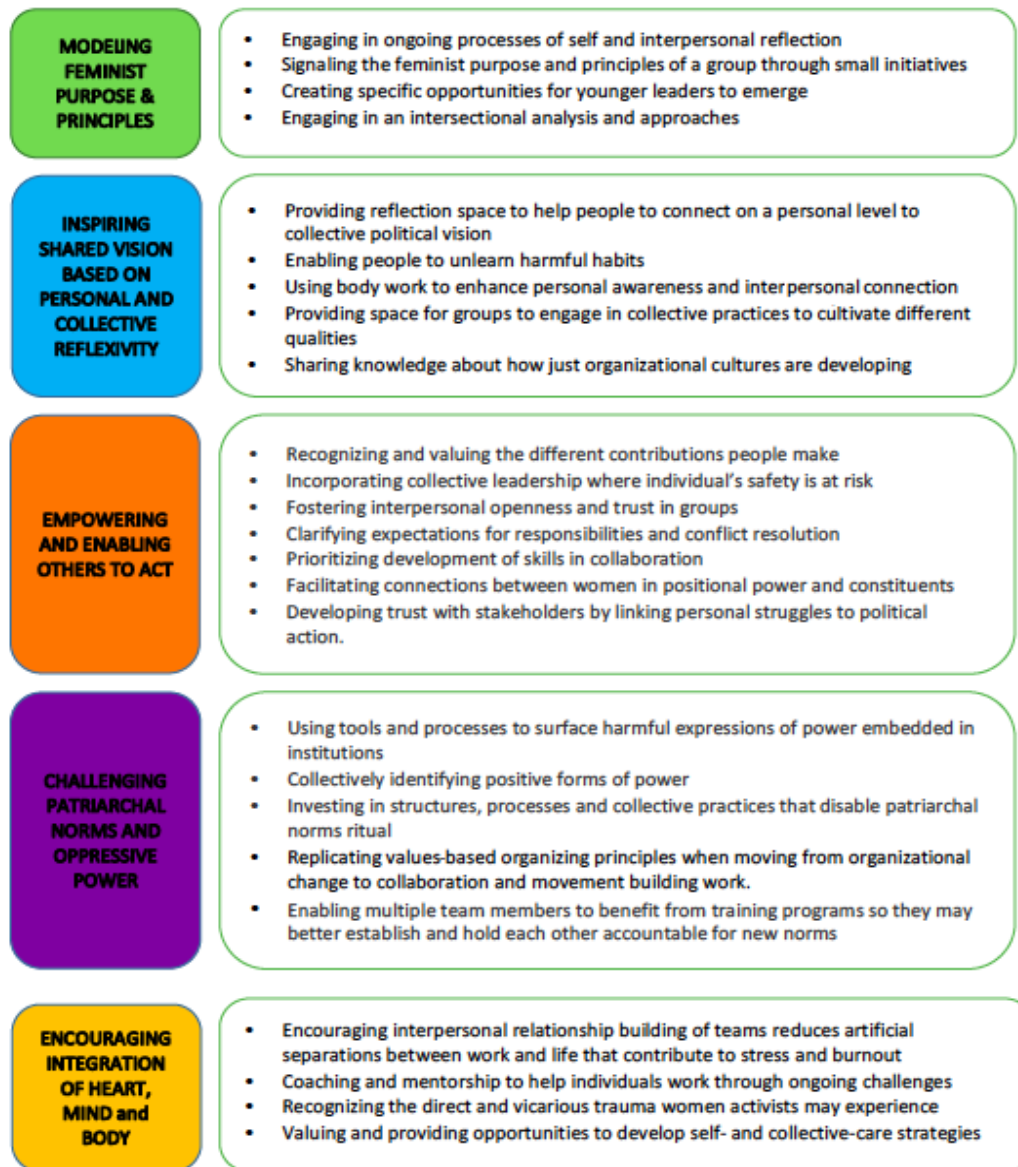 MODELING
FEMINIST
PURPOSE &
PRINCIPLES
• Engaging in ongoing processes of self and interpersonal reflection
• Signaling the feminist purpose and principles of a group through small initiatives
• Creating specific opportunities for younger leaders to emerge
• Engaging in an intersectional analysis and approaches
INSPIRING
SHARED VISION
BASED ON
PERSONAL AND
COLLECTIVE
REFLEXIVITY
• Providing reflection space to help people to connect on a personal level to
collective political vision
• Enabling people to unlearn harmful habits
• Using body work to enhance personal awareness and interpersonal connection
• Providing space for groups to engage in collective practices to cultivate different
qualities
• Sharing knowledge about how just organizational cultures are developing
EMPOWERING
AND ENABLING
OTHERS TO ACT
• Recognizing and valuing the different contributions people make
• Incorporating collective leadership where individual's safety is at risk
• Fostering interpersonal openness and trust in groups
• Clarifying expectations for responsibilities and conflict resolution
• Prioritizing development of skills in collaboration
• Facilitating connections between women in positional power and constituents
• Developing trust with stakeholders by linking personal struggles to political
action.
CHALLENGING
PATRIARCHAL
NORMS AND
OPPRESSIVE
POWER
• Using tools and processes to surface harmful expressions of power embedded in
institutions
• Collectively identifying positive forms of power
• Investing in structures, processes and collective practices that disable patriarchal
norms ritual
• Replicating values-based organizing principles when moving from organizational
change to collaboration and movement building work.
• Enabling multiple team members to benefit from training programs so they may
better establish and hold each other accountable for new norms
ENCOURAGING
INTEGRATION
OF HEART,
MIND and
BODY
• Encouraging interpersonal relationship building of teams reduces artificial
separations between work and life that contribute to stress and burnout
• Coaching and mentorship to help individuals work through ongoing challenges
• Recognizing the direct and vicarious trauma women activists may experience
• Valuing and providing opportunities to develop self- and collective-care strategies